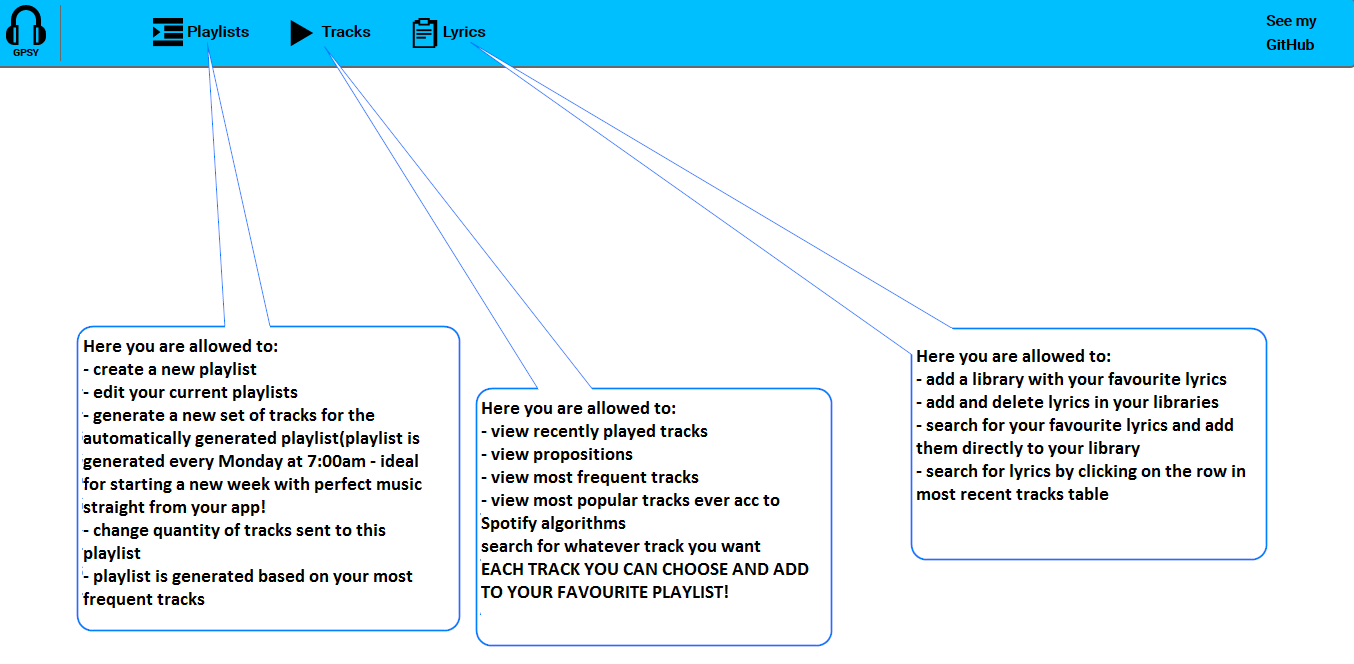 GPSY
Playlists
Tracks
Lyrics
See my
GitHub
Here you are allowed to:
- create a new playlist
- edit your current playlists
- generate a new set of tracks for the
automatically generated playlist(playlist is
generated every Monday at 7:00am - ideal
for starting a new week with perfect music
straight from your app!
- change quantity of tracks sent to this
playlist
- playlist is generated based on your most
frequent tracks
Here you are allowed to:
- view recently played tracks
- view propositions
- view most frequent tracks
- view most popular tracks ever acc to
Spotify algorithms
search for whatever track you want
EACH TRACK YOU CAN CHOOSE AND ADD
TO YOUR FAVOURITE PLAYLIST!
Here you are allowed to:
- add a library with your favourite lyrics
- add and delete lyrics in your libraries
- search for your favourite lyrics and add
them directly to your library
- search for lyrics by clicking on the row in
most recent tracks table